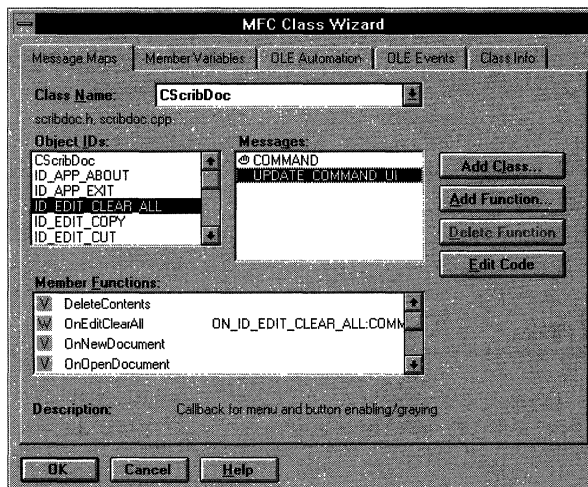 MFC Class Wizard
Message Maps Member Variables OLE Automation OLE Events Class Info
Class Name: CScribDoc
scribdoc.h, scribdoc.cpp
Object IDs:
CScribDoc
ID_APP_ABOUT
ID_APP_EXIT
ID_EDIT_CLEAR_ALL
ID_EDIT_COPY
ID_EDIT_CUT
Messages:
COMMAND
UPDATE_COMMAND_UI
Add Class...
Add Function...
Delete Function
Edit Code
Member Functions:
V DeleteContents
W OnEditClearAll ON_ID_EDIT_CLEAR_ALL:COMM
V OnNewDocument
V OnOpenDocument
Description: Callback for menu and button enabling/graying
OK Cancel Help